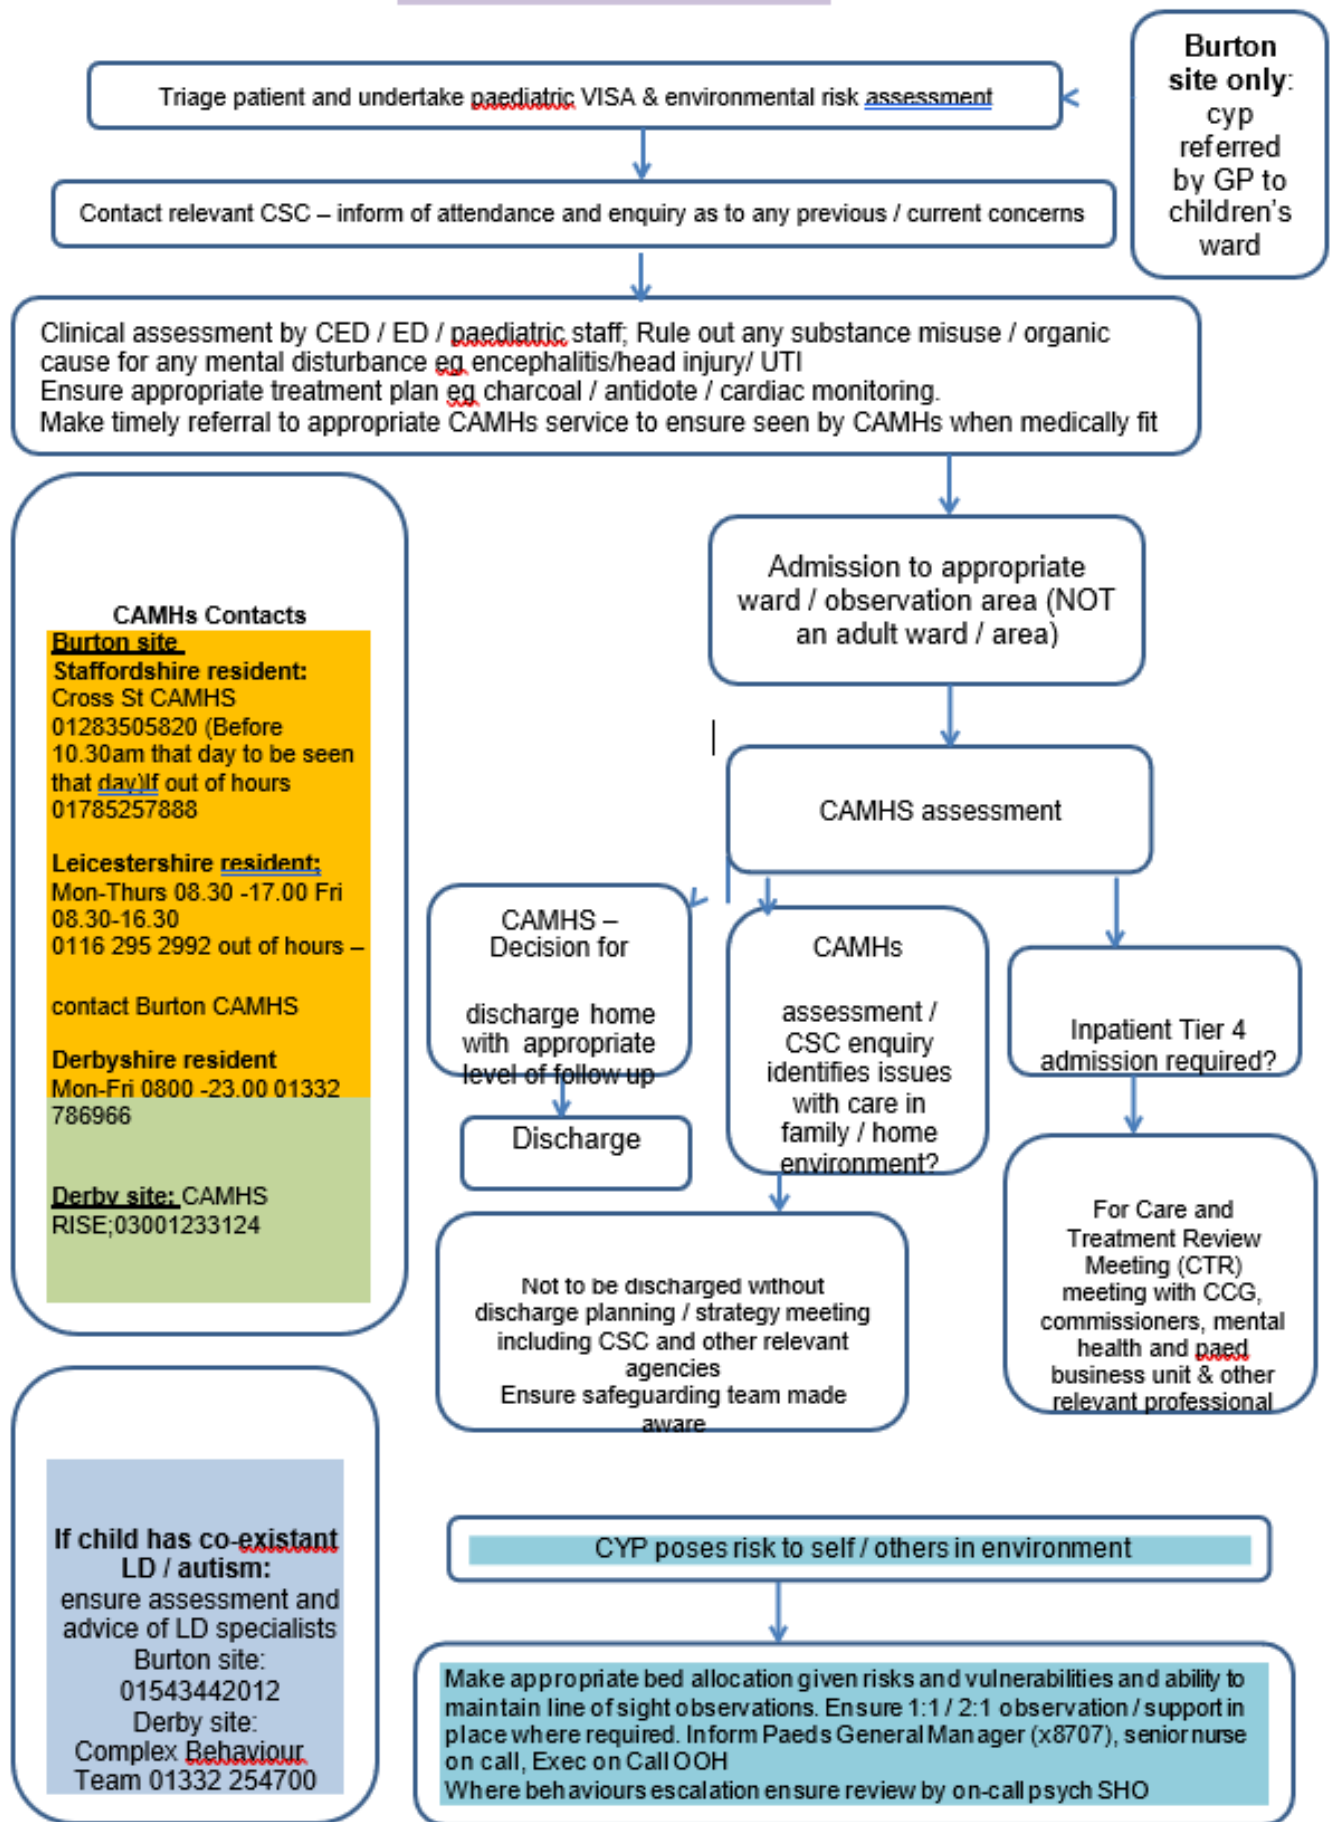 Burton
site only:
cyp
referred
by GP to
children's
ward
Triage patient and undertake paediatric VISA & environmental risk assessment
Contact relevant CSC – inform of attendance and enquiry as to any previous / current concerns
Clinical assessment by CED / ED / paediatric staff; Rule out any substance misuse / organic
cause for any mental disturbance eg encephalitis/head injury/ UTI
Ensure appropriate treatment plan eg charcoal / antidote / cardiac monitoring.
Make timely referral to appropriate CAMHs service to ensure seen by CAMHs when medically fit
Admission to appropriate
ward / observation area (NOT
an adult ward / area)
CAMHS assessment
CAMHS –
Decision for
discharge home
with appropriate
level of follow up
Discharge
CAMHs
assessment /
CSC enquiry
identifies issues
with care in
family / home
environment?
Not to be discharged without
discharge planning / strategy meeting
including CSC and other relevant
agencies
Ensure safeguarding team made
aware
Inpatient Tier 4
admission required?
For Care and
Treatment Review
Meeting (CTR)
meeting with CCG,
commissioners, mental
health and paed
business unit & other
relevant professional
CAMHs Contacts
Burton site
Staffordshire resident:
Cross St CAMHS
01283505820 (Before
10.30am that day to be seen
that day)If out of hours
01785257888
Leicestershire resident:
Mon-Thurs 08.30 -17.00 Fri
08.30-16.30
0116 295 2992 out of hours –
contact Burton CAMHS
Derbyshire resident
Mon-Fri 0800 -23.00 01332
786966
Derby site: CAMHS
RISE;03001233124
If child has co-existant
LD / autism:
ensure assessment and
advice of LD specialists
Burton site:
01543442012
Derby site:
Complex Behaviour
Team 01332 254700
CYP poses risk to self / others in environment
Make appropriate bed allocation given risks and vulnerabilities and ability to
maintain line of sight observations. Ensure 1:1 / 2:1 observation / support in
place where required. Inform Paeds General Manager (x8707), senior nurse
on call, Exec on Call OOH
Where behaviours escalation ensure review by on-call psych SHO